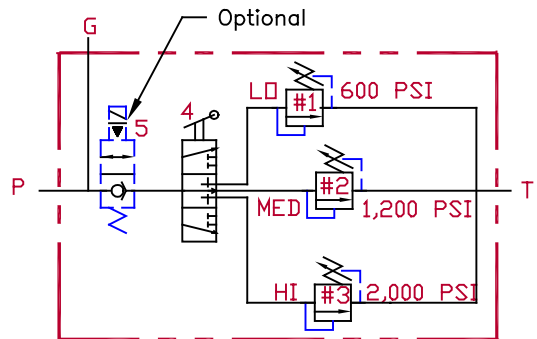 Optional
G
LO
#1
600 PSI
4
5
P
#2
T
MED
1,200 PSI
HI
#3
2,000 PSI